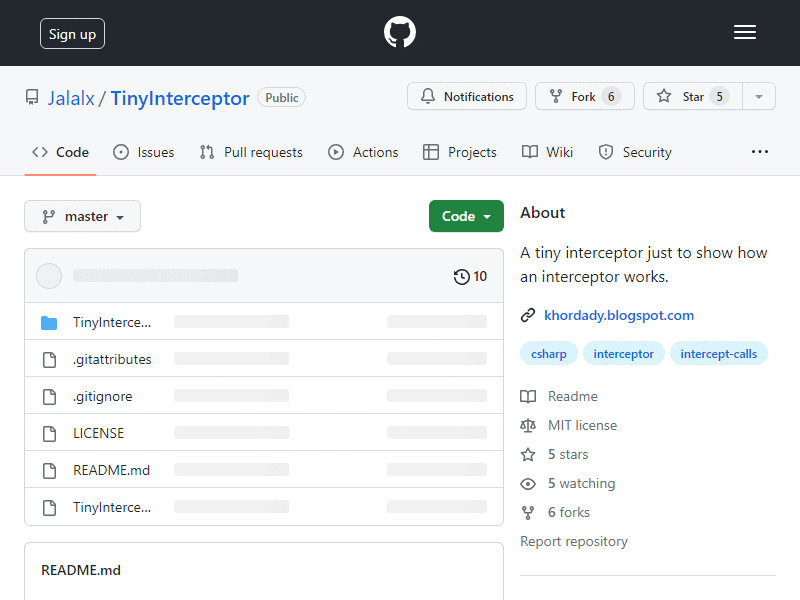 Sign up
Jalalx / TinyInterceptor Public
Notifications Fork 6 Star 5
Code Issues Pull requests Actions Projects Wiki Security
master Code
10
TinyInterce...
.gitattributes
.gitignore
LICENSE
README.md
TinyInterce...
README.md
About
A tiny interceptor just to show how
an interceptor works.
khordady.blogspot.com
csharp interceptor intercept-calls
Readme
MIT license
5 stars
5 watching
6 forks
Report repository